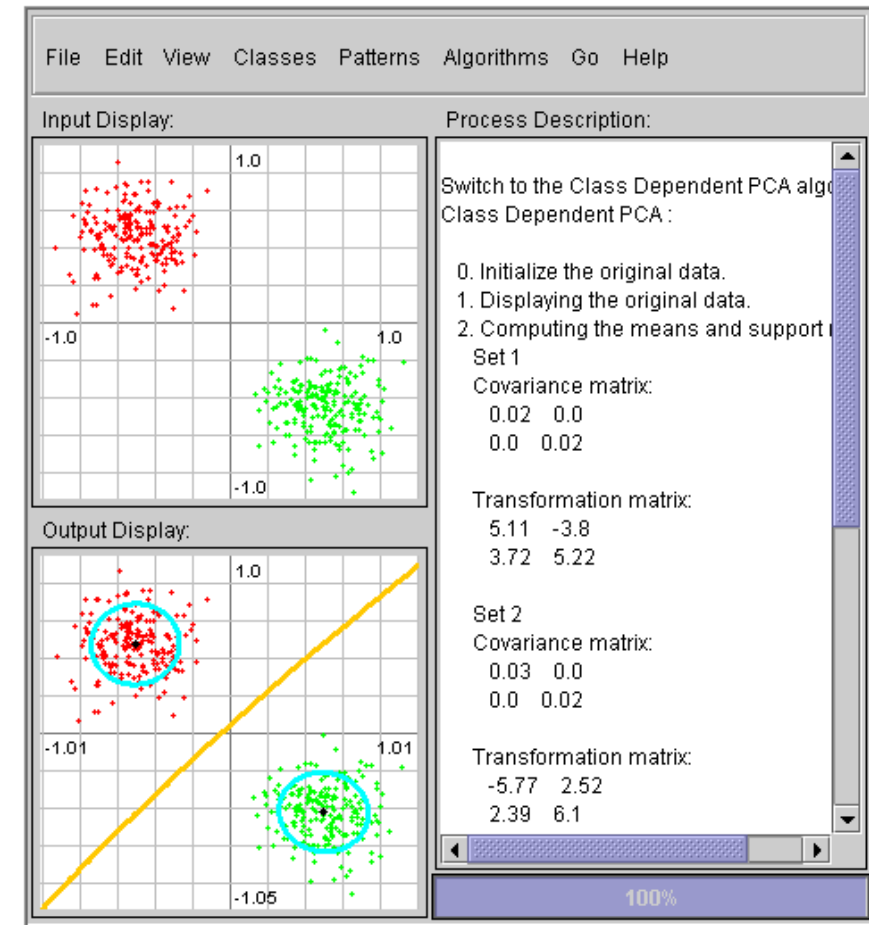 File Edit View Classes Patterns Algorithms Go Help
Input Display:
1.0
-1.0
1.0
-1.0
Output Display:
1.0
-1.01
1.01
-1.05
Process Description:
Switch to the Class Dependent PCA algo
Class Dependent PCA :
0. Initialize the original data.
1. Displaying the original data.
2. Computing the means and support
Set 1
Covariance matrix:
0.02 0.0
0.0 0.02
Transformation matrix:
5.11 -3.8
3.72 5.22
Set 2
Covariance matrix:
0.03 0.0
0.0 0.02
Transformation matrix:
-5.77 2.52
2.39 6.1
100%